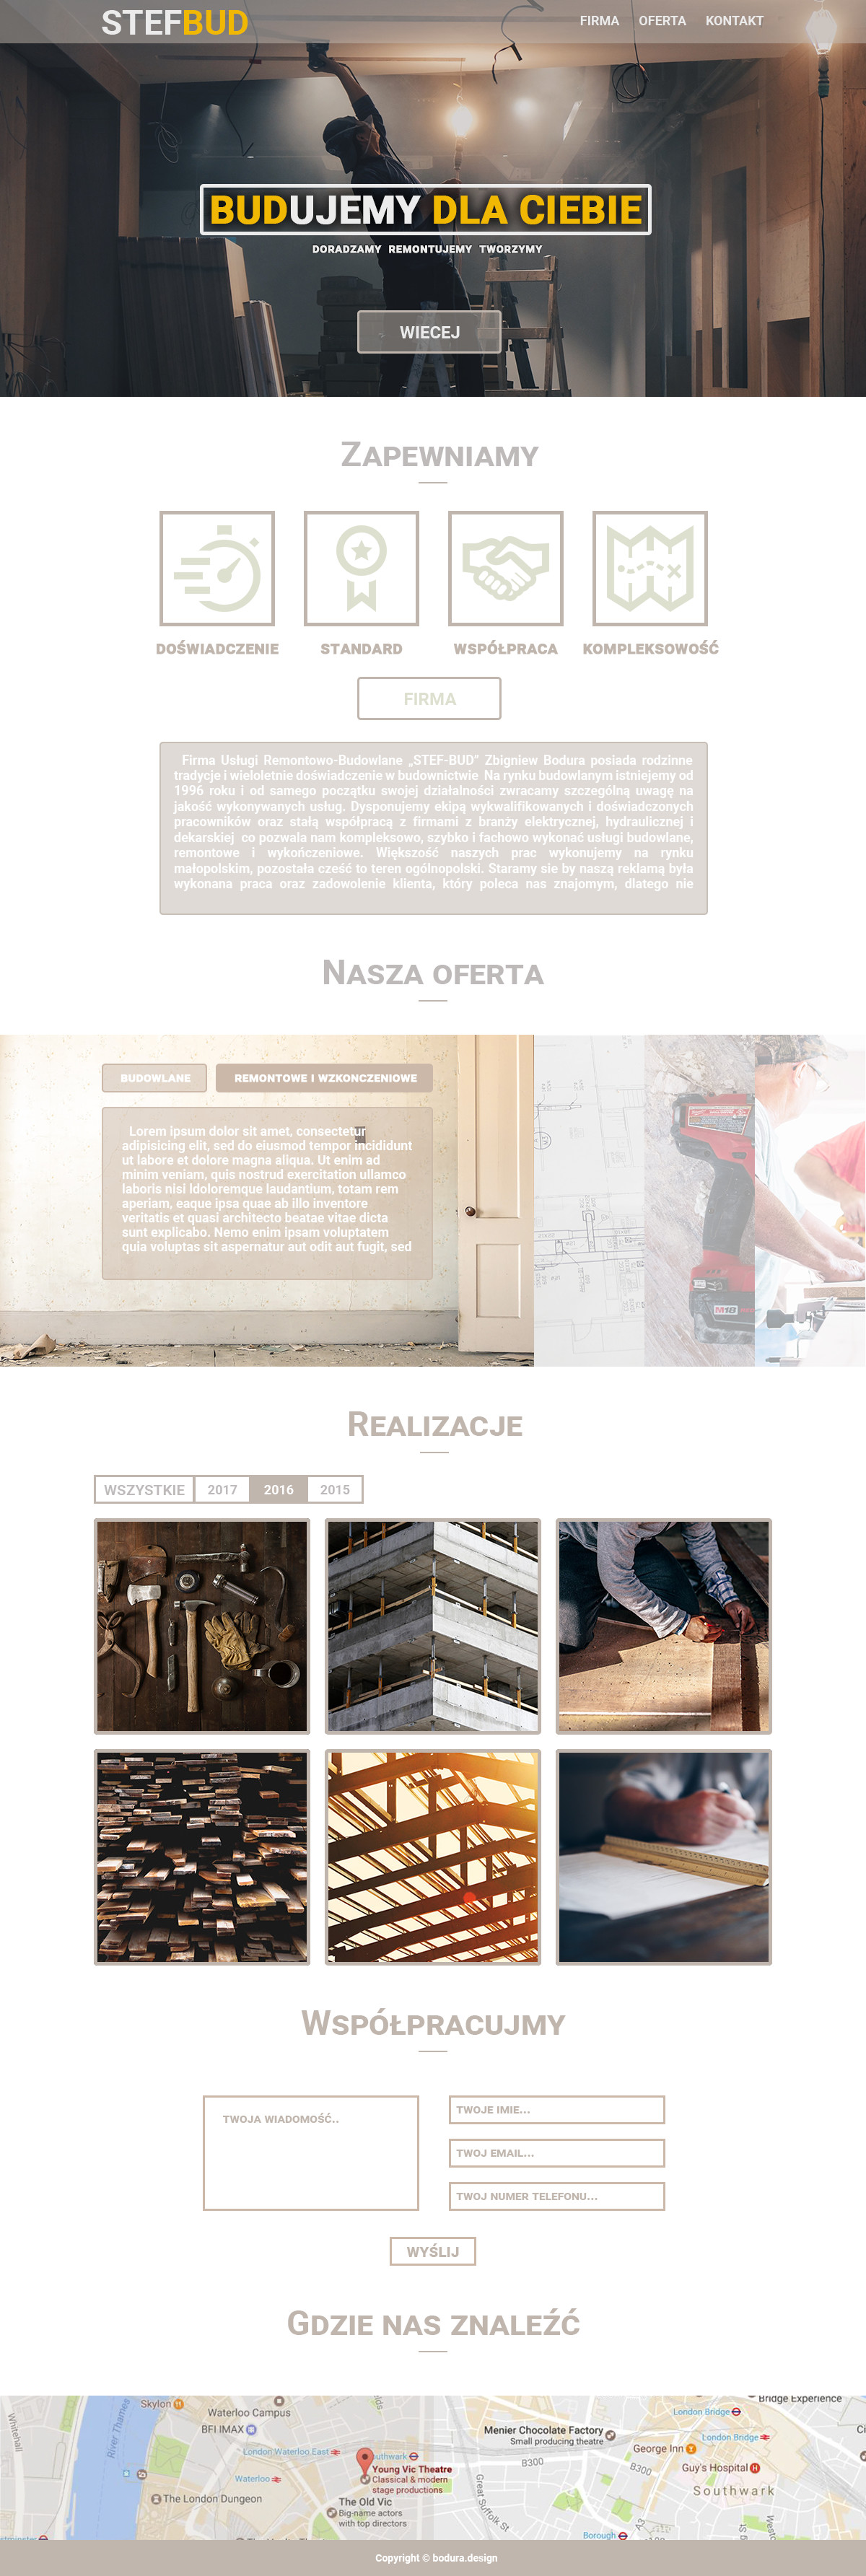 STEFBUD
FIRMA OFERTA KONTAKT
BUDUJEMY DLA CIEBIE
DORADZAMY REMONTUJEMY TWORZYMY
WIECEJ
ZAPEWNIAMY
DOŚWIADCZENIE STANDARD WSPÓŁPRACA KOMPLEKSOWOŚĆ
FIRMA
Firma Usługi Remontowo-Budowlane „STEF-BUD” Zbigniew Bodura posiada rodzinne
tradycje i wieloletnie doświadczenie w budownictwie Na rynku budowlanym istniejemy od
1996 roku i od samego początku swojej działalności zwracamy szczególną uwagę na
jakość wykonywanych usług. Dysponujemy ekipą wykwalifikowanych i doświadczonych
pracowników oraz stałą współpracą z firmami z branży elektrycznej, hydraulicznej i
dekarskiej co pozwala nam kompleksowo, szybko i fachowo wykonać usługi budowlane,
remontowe i wykończeniowe. Większość naszych prac wykonujemy na rynku
małopolskim, pozostała cześć to teren ogólnopolski. Staramy sie by naszą reklamą była
wykonana praca oraz zadowolenie klienta, który poleca nas znajomym, dlatego nie
NASZA OFERTA
BUDOWLANE REMONTOWE I WZKONCZENIOWE
Lorem ipsum dolor sit amet, consectetur
adipisicing elit, sed do eiusmod tempor incididunt
ut labore et dolore magna aliqua. Ut enim ad
minim veniam, quis nostrud exercitation ullamco
laboris nisi ldoloremque laudantium, totam rem
aperiam, eaque ipsa quae ab illo inventore
veritatis et quasi architecto beatae vitae dicta
sunt explicabo. Nemo enim ipsam voluptatem
quia voluptas sit aspernatur aut odit aut fugit, sed
M18
REALIZACJE
WSZYSTKIE 2017 2016 2015
WSPÓŁPRACUJMY
TWOJA WIADOMOŚĆ..
TWOJE IMIE...
TWOJ EMAIL...
TWOJ NUMER TELEFONU...
WYŚLIJ
GDZIE NAS ZNALEŹĆ
Whitehall
River Thames
Skylon
Waterloo Campus
BFI IMAX
London Waterloo East
Waterloo
The London Dungeon
Southwark
Young Vic Theatre
Classical & modern
stage productions
The Old Vic
Big-name actors
with top directors
Menier Chocolate Factory
Small producing theatre
B300
Great Suffolk St
Bridge Experience
London Bridge
London Bridge
George Inn
Guy's Hospital
B300
Southwark
A3
Borough
Copyright © bodura.design